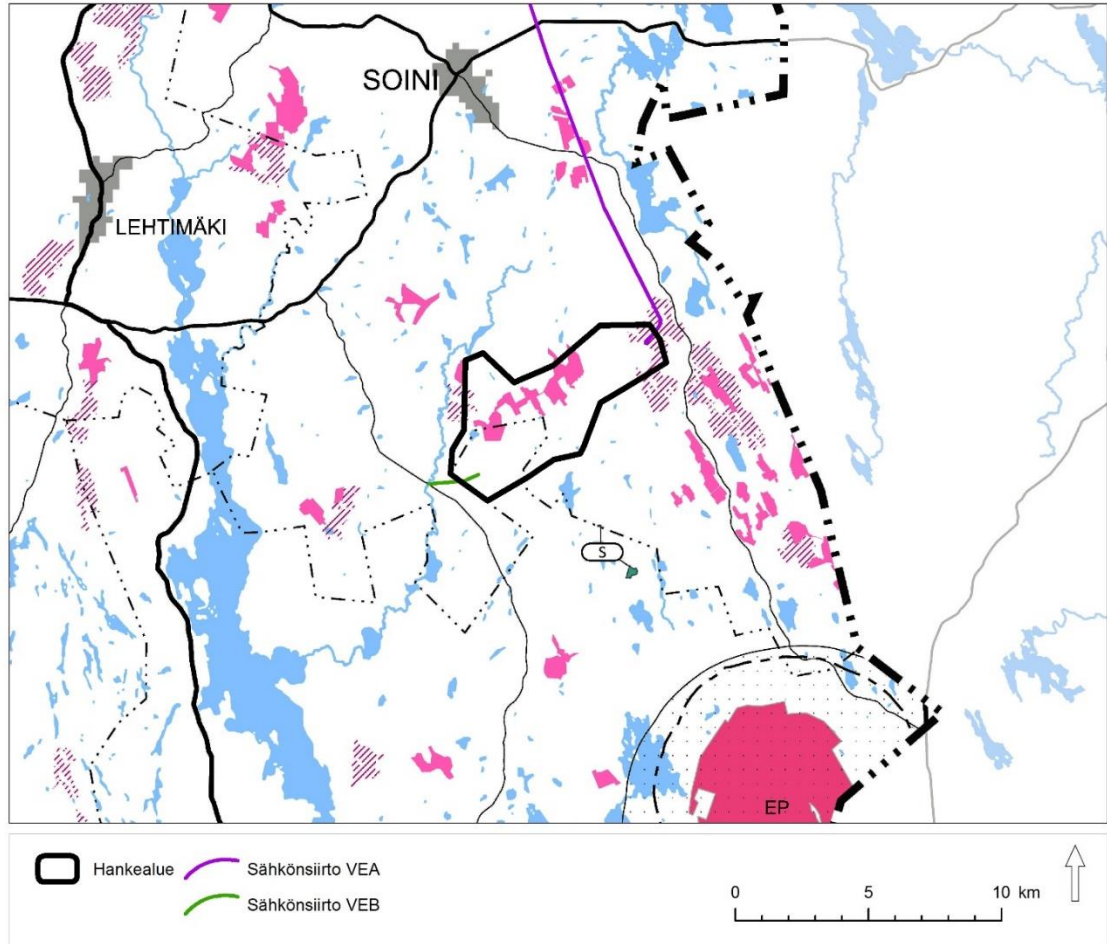 SOINI
LEHTIMÄKI
S
EP
Hankealue
Sähkönsiirto VEA
Sähkönsiirto VEB
0 5 10 km